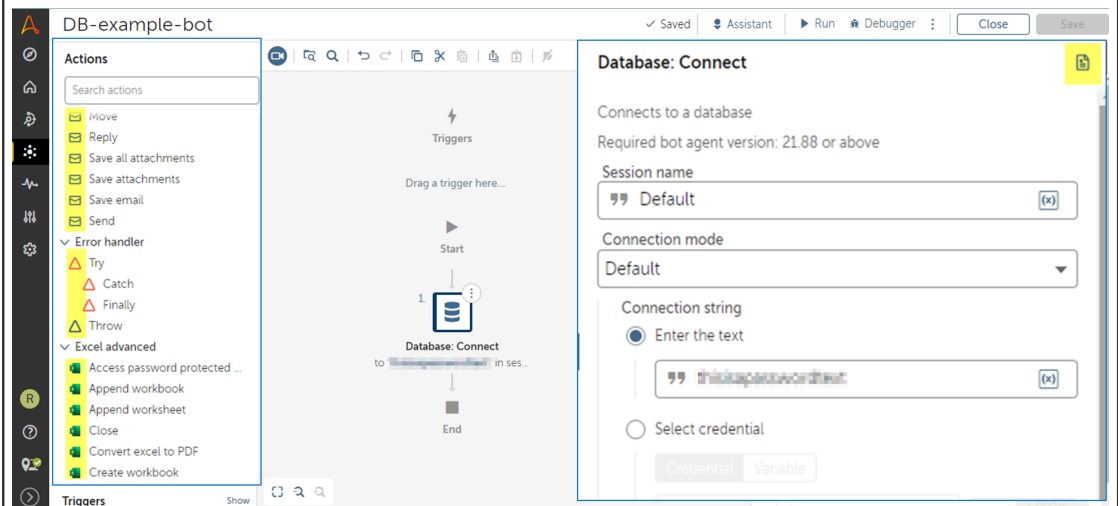 DB-example-bot
Saved
Assistant
Run
Debugger
Close
Save
Actions
Search actions
Move
Reply
Save all attachments
Save attachments
Save email
Send
Error handler
Try
Catch
Finally
Throw
Excel advanced
Access password protected ...
Append workbook
Append worksheet
Close
Convert excel to PDF
Create workbook
Triggers
Show
R
Triggers
Drag a trigger here...
Start
1.
Database: Connect
to in ses...
End
Database: Connect
Connects to a database
Required bot agent version: 21.88 or above
Session name
Default
(x)
Connection mode
Default
Connection string
Enter the text
(x)
Select credential
Credential
Variable